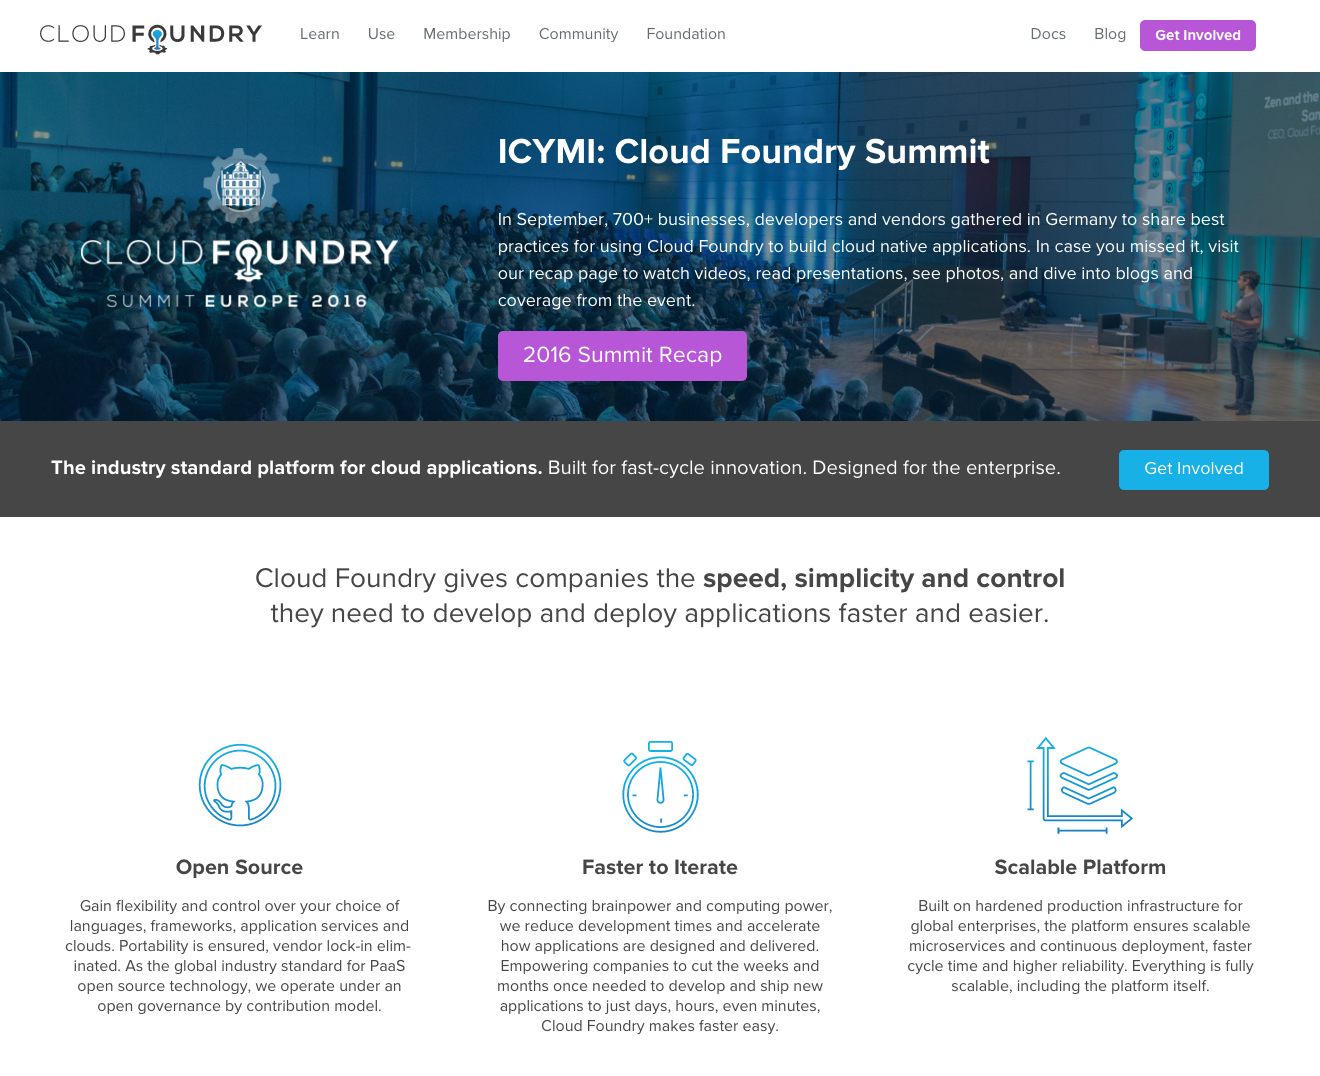 CLOUD FOUNDRY
Learn Use Membership Community Foundation
Docs Blog Get Involved
Zen and the
San
CEO, Cloud Fo
CLOUD FOUNDRY
SUMMIT EUROPE 2016
ICYMI: Cloud Foundry Summit
In September, 700+ businesses, developers and vendors gathered in Germany to share best
practices for using Cloud Foundry to build cloud native applications. In case you missed it, visit
our recap page to watch videos, read presentations, see photos, and dive into blogs and
coverage from the event.
2016 Summit Recap
The industry standard platform for cloud applications. Built for fast-cycle innovation. Designed for the enterprise.
Get Involved
Cloud Foundry gives companies the speed, simplicity and control
they need to develop and deploy applications faster and easier.
Open Source
Gain flexibility and control over your choice of
languages, frameworks, application services and
clouds. Portability is ensured, vendor lock-in elim-
inated. As the global industry standard for PaaS
open source technology, we operate under an
open governance by contribution model.
Faster to Iterate
By connecting brainpower and computing power,
we reduce development times and accelerate
how applications are designed and delivered.
Empowering companies to cut the weeks and
months once needed to develop and ship new
applications to just days, hours, even minutes,
Cloud Foundry makes faster easy.
Scalable Platform
Built on hardened production infrastructure for
global enterprises, the platform ensures scalable
microservices and continuous deployment, faster
cycle time and higher reliability. Everything is fully
scalable, including the platform itself.